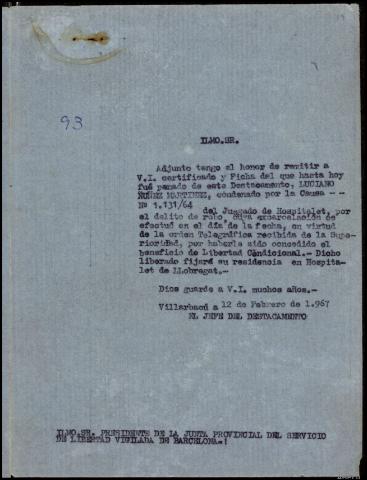 93
ILMO.SR.
Adjunto tengo el honor de remitir a
V.I. certificado y Ficha del que hasta hoy
fué penado de este Destacamento, LUCIANO
NUÑEZ MARTINEZ, condenado por la Causa - -
Nº 1.131/64
del Juzgado de Hospitalet, por
el delito de robo, cuya excarcelación de
efectuó en el día de la fecha, en virtud
de la orden Telegráfica recibida de la Supe-
rioridad, por haberle sido concedido el
beneficio de Libertad Condicional.- Dicho
liberado fijará su residencia en Hospita-
let de LLobregat.-
Dios guarde a V.I. muchos años.-
Villarbacú a 12 de Febrero de 1.967
EL JEFE DEL DESTACAMENTO
ILMO.SR. PRESIDENTE DE LA JUNTA PROVINCIAL DEL SERVICIO
DE LIBERTAD VIGILADA DE BARCELONA.-